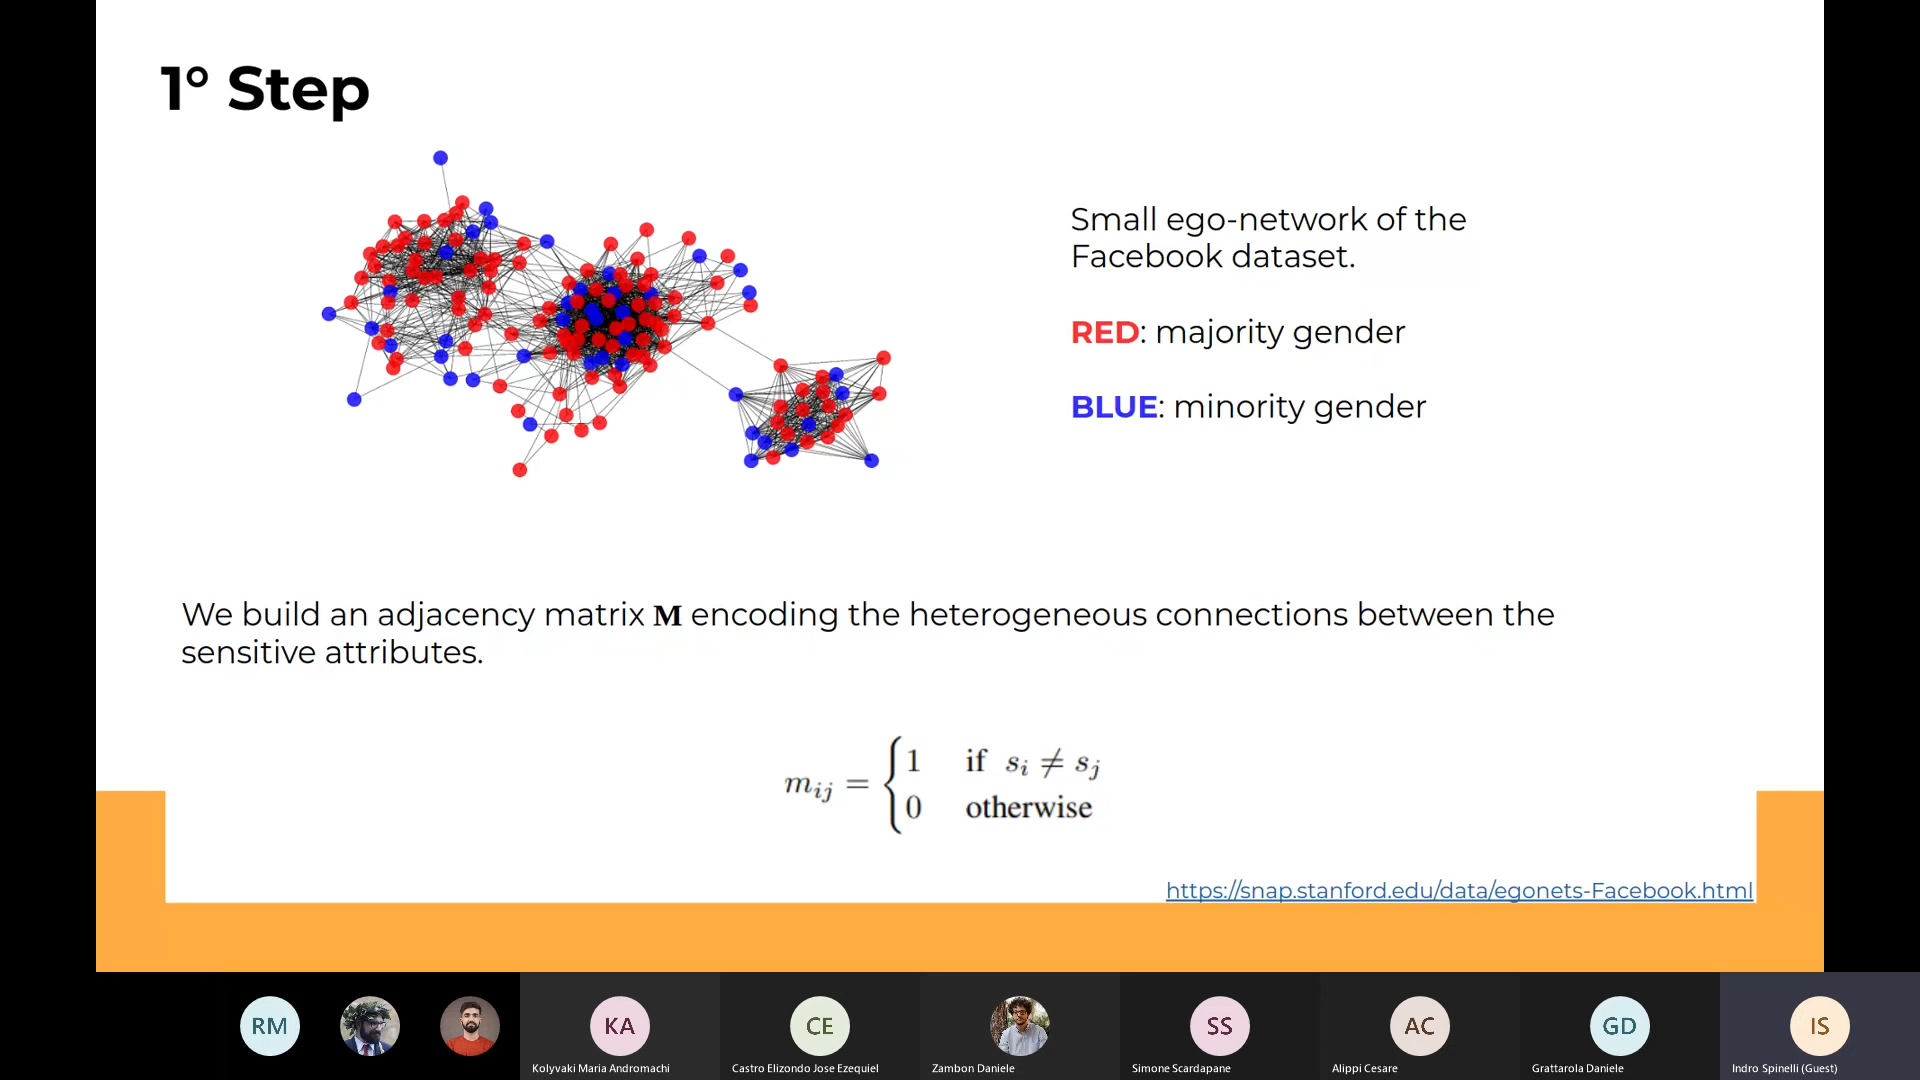 1° Step
Small ego-network of the
Facebook dataset.
RED: majority gender
BLUE: minority gender
We build an adjacency matrix M encoding the heterogeneous connections between the
sensitive attributes.
m_{ij} = { 1 if s_i ≠ s_j
0 otherwise
https://snap.stanford.edu/data/egonets-Facebook.html
RM
KA
CE
SS
AC
GD
IS
Kolyvaki Maria Andromachi
Castro Elizondo Jose Ezequiel
Zambon Daniele
Simone Scardapane
Alippi Cesare
Grattarola Daniele
Indro Spinelli (Guest)